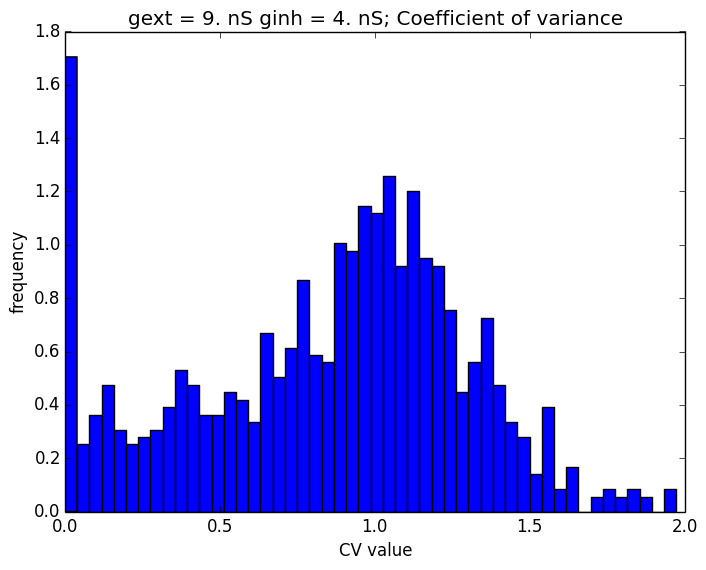 gext = 9. nS ginh = 4. nS; Coefficient of variance
1.8
1.6
1.4
1.2
1.0
0.8
0.6
0.4
0.2
0.0
frequency
0.0 0.5 1.0 1.5 2.0
CV value